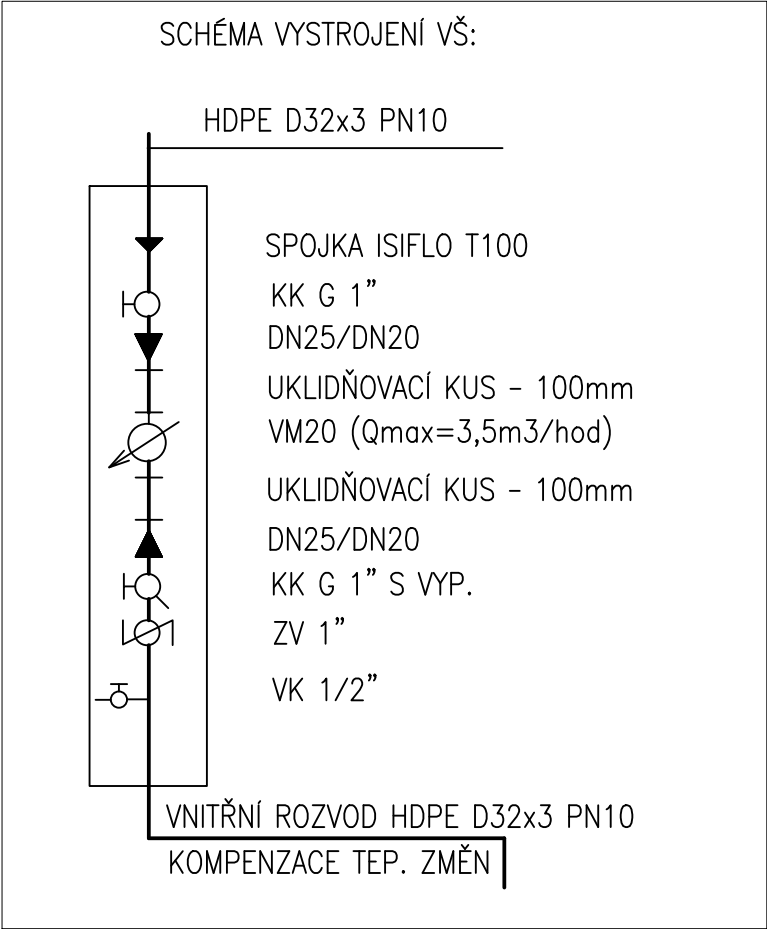 SCHÉMA VYSTROJENÍ VŠ:
HDPE D32x3 PN10
SPOJKA ISIFLO T100
KK G 1”
DN25/DN20
UKLIDŇOVACÍ KUS - 100mm
VM20 (Qmax=3,5m3/hod)
UKLIDŇOVACÍ KUS - 100mm
DN25/DN20
KK G 1” S VYP.
ZV 1”
VK 1/2”
VNITŘNÍ ROZVOD HDPE D32x3 PN10
KOMPENZACE TEP. ZMĚN